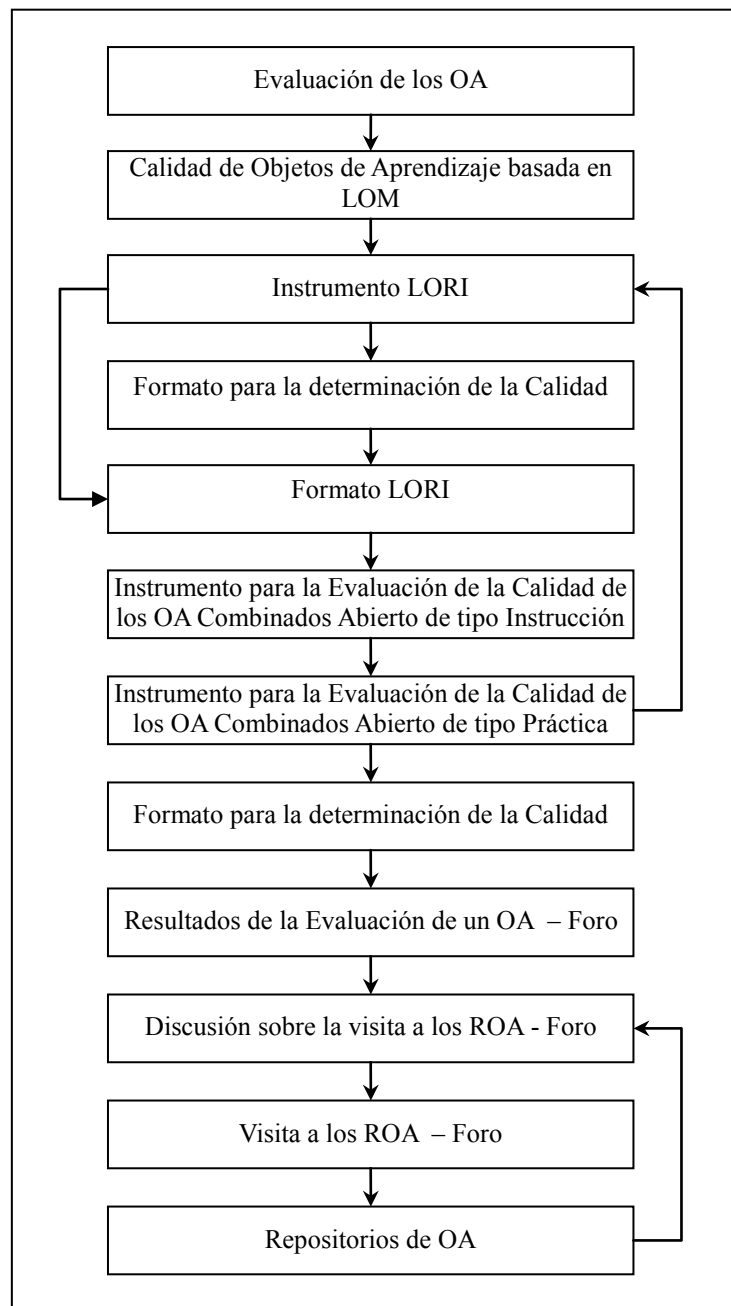 Evaluación de los OA
Calidad de Objetos de Aprendizaje basada en
LOM
Instrumento LORI
Formato para la determinación de la Calidad
Formato LORI
Instrumento para la Evaluación de la Calidad de
los OA Combinados Abierto de tipo Instrucción
Instrumento para la Evaluación de la Calidad de
los OA Combinados Abierto de tipo Práctica
Formato para la determinación de la Calidad
Resultados de la Evaluación de un OA – Foro
Discusión sobre la visita a los ROA - Foro
Visita a los ROA – Foro
Repositorios de OA